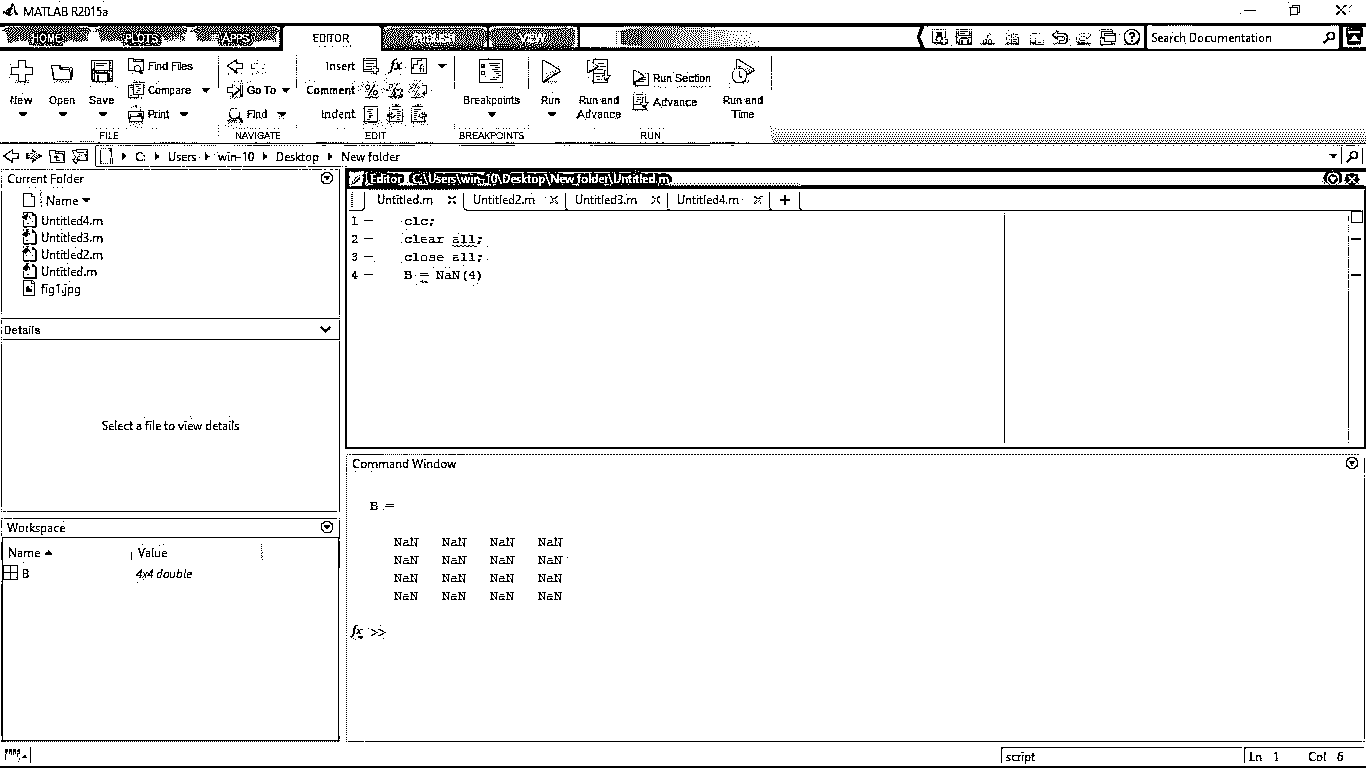 MATLAB R2015a
HOME PLOTS APPS EDITOR PUBLISH VIEW
Search Documentation
New Open Save
Find Files
Compare
Print
Go To
Find
Insert fx
Comment
Indent
Breakpoints
Run
Run and Advance
Run Section
Advance
Run and Time
FILE NAVIGATE EDIT BREAKPOINTS RUN
C: Users win-10 Desktop New folder
Current Folder
Name
Untitled4.m
Untitled3.m
Untitled2.m
Untitled.m
fig1.jpg
Details
Select a file to view details
Workspace
Name Value
B 4x4 double
Editor C:\Users\win-10\Desktop\New folder\Untitled.m
Untitled.m Untitled2.m Untitled3.m Untitled4.m +
1 — clc;
2 — clear all;
3 — close all;
4 — B = NaN(4)
Command Window
B =
NaN NaN NaN NaN
NaN NaN NaN NaN
NaN NaN NaN NaN
NaN NaN NaN NaN
fx >>
script Ln 1 Col 6